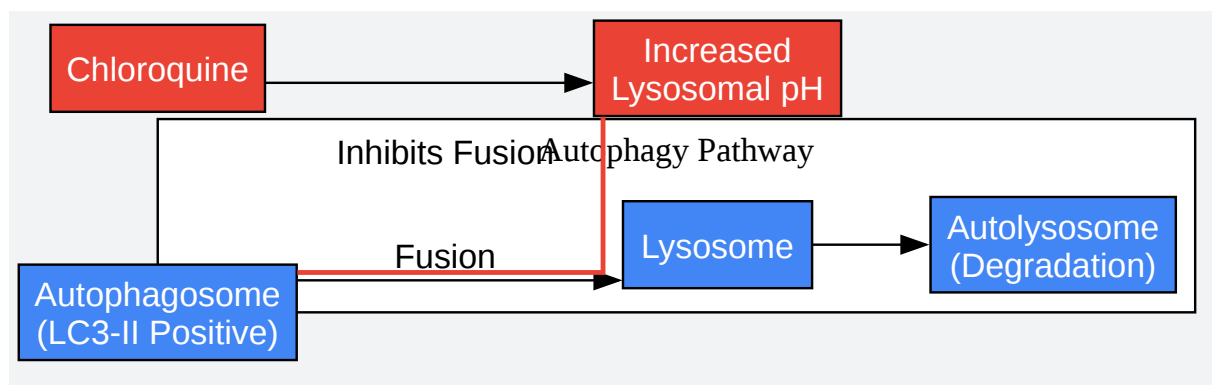 Chloroquine
Increased
Lysosomal pH
Inhibits Fusion
Autophagy Pathway
Fusion
Lysosome
Autolysosome
(Degradation)
Autophagosome
(LC3-II Positive)